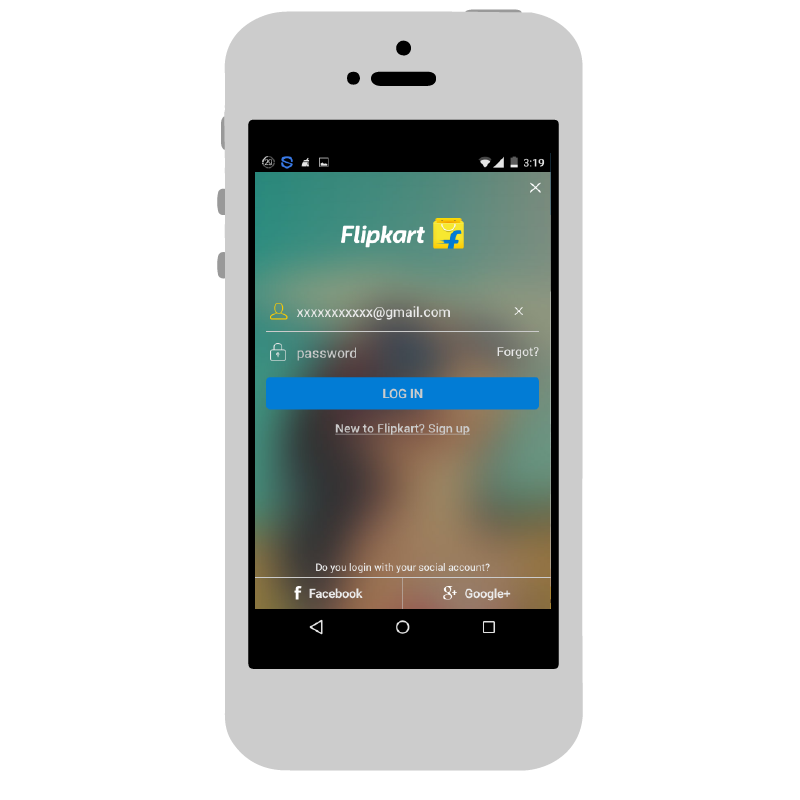 3:19
Flipkart
xxxxxxxxxxx@gmail.com
password Forgot?
LOG IN
New to Flipkart? Sign up
Do you login with your social account?
f Facebook g+ Google+